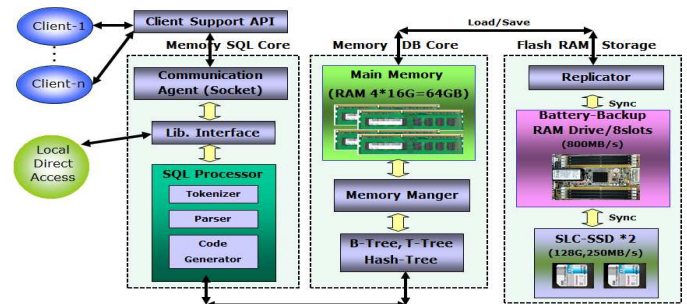 Client-1
Client-n
Client Support API
Memory SQL Core
Communication
Agent (Socket)
Lib. Interface
Local
Direct
Access
SQL Processor
Tokenizer
Parser
Code
Generator
Load/Save
Memory DB Core
Main Memory
(RAM 4*16G=64GB)
Memory Manger
B-Tree, T-Tree
Hash-Tree
Flash RAM Storage
Replicator
Sync
Battery-Backup
RAM Drive/8slots
(800MB/s)
Sync
SLC-SSD *2
(128G,250MB/s)